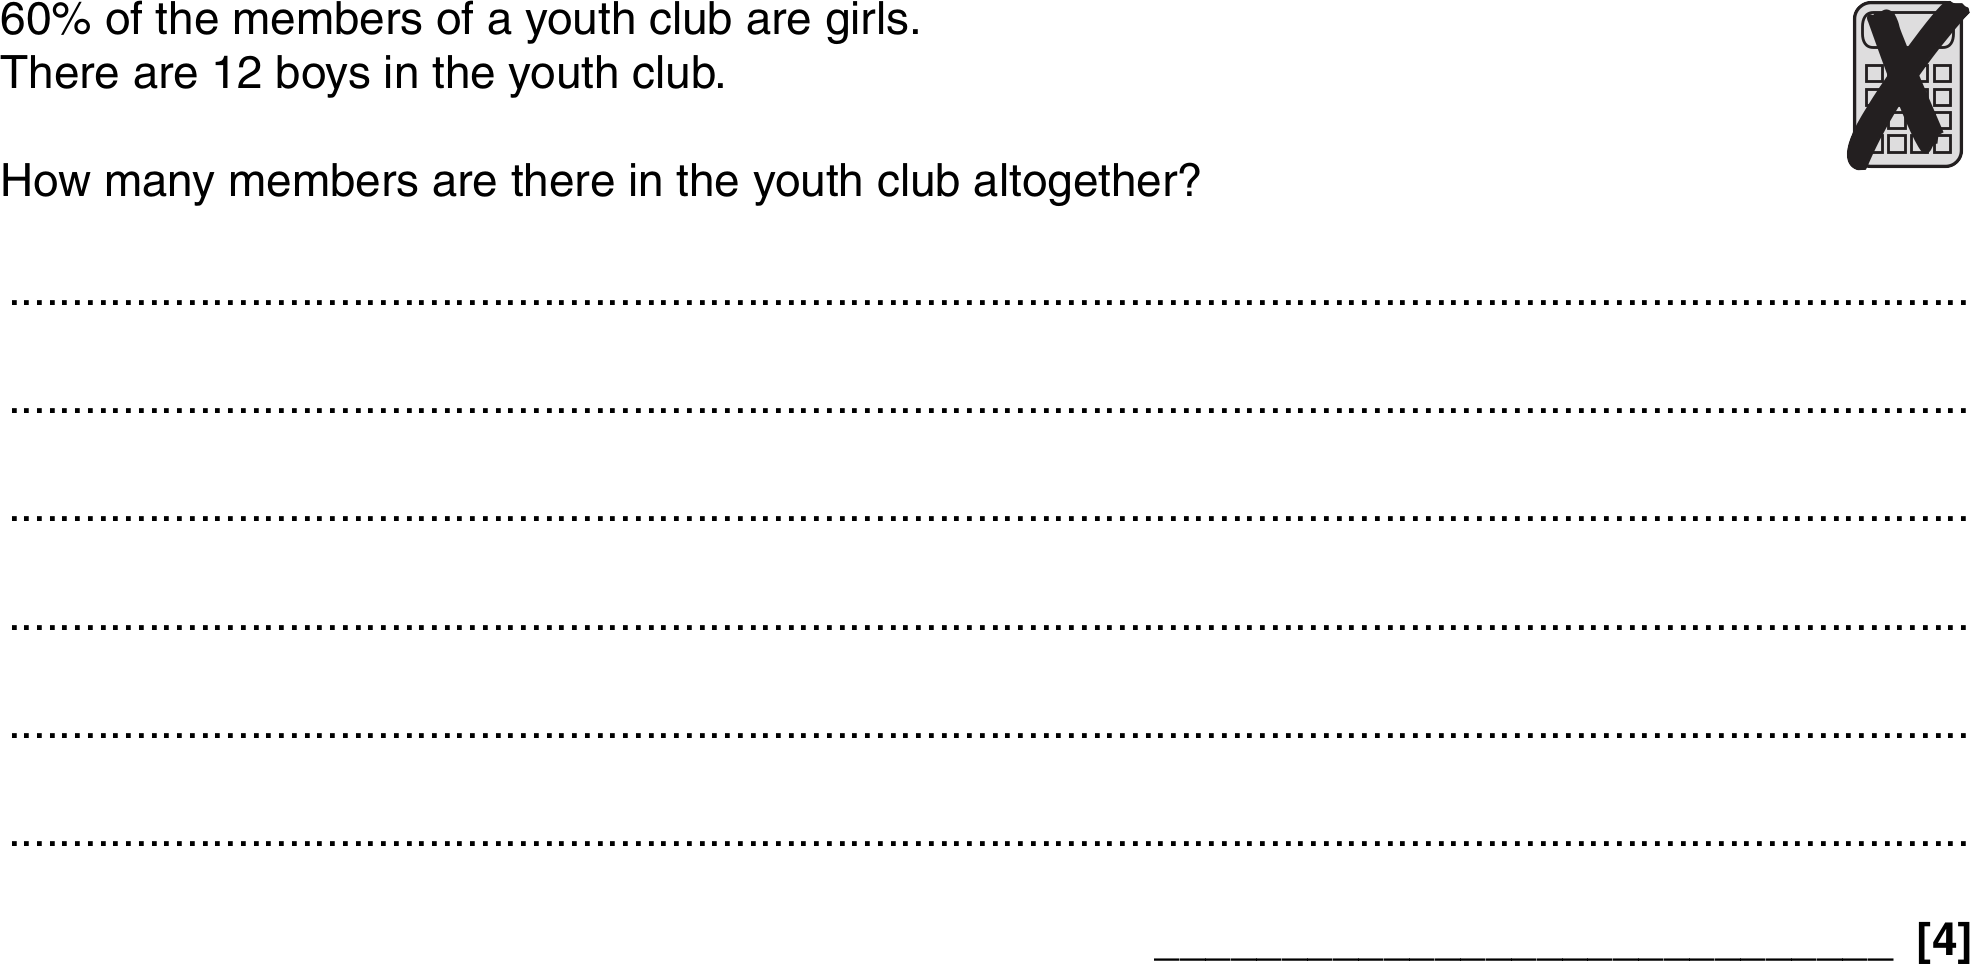 60% of the members of a youth club are girls.
There are 12 boys in the youth club.
How many members are there in the youth club altogether?
[4]